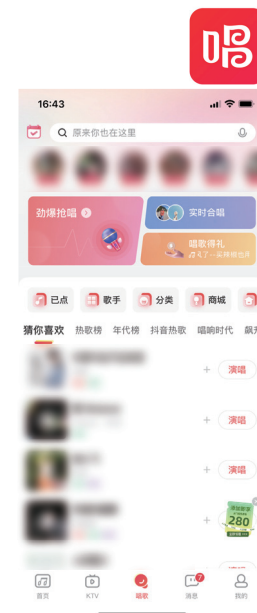 唱
16:43
原来你也在这里
劲爆抢唱
实时合唱
唱歌得礼
已点
歌手
分类
商城
猜你喜欢 热歌榜 年代榜 抖音热歌 唱响时代
+ 演唱
+ 演唱
+ 演唱
+ 演唱
280
7
首页 KTV 唱歌 消息 我的